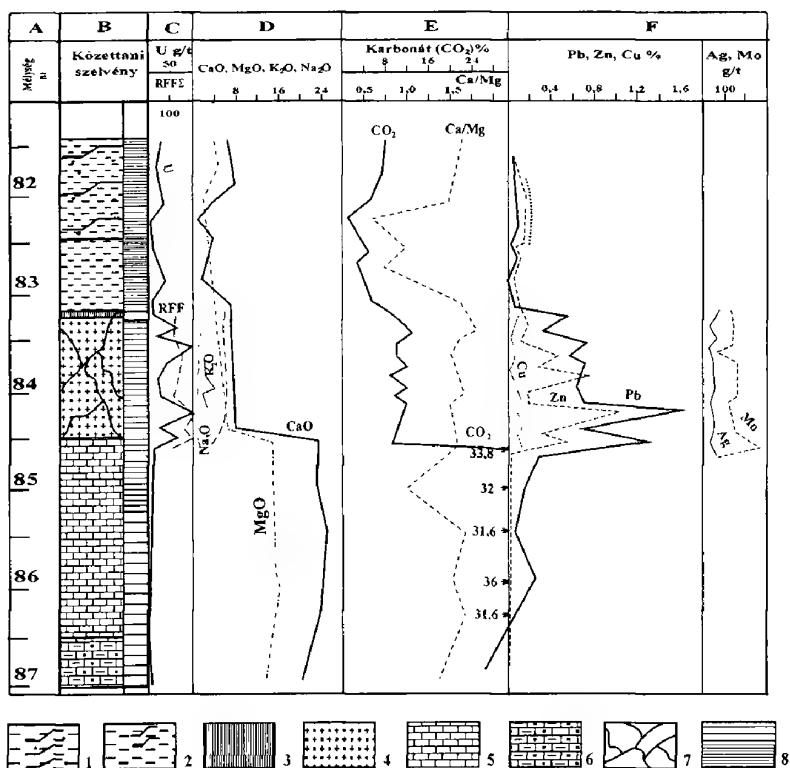 A B C D E F
Mélység
m
Közettani
szelvény
U g/t
50
RFFΣ
100
CaO, MgO, K₂O, Na₂O
8 16 24
Karbonát (CO₂)%
8 16 24
Ca/Mg
0,5 1,0 1,5
Pb, Zn, Cu %
0,4 0,8 1,2 1,6
Ag, Mo
g/t
100
CO₂ Ca/Mg
82
U
83
RFF
K₂O
84
Cu
Zn
Pb
Na₂O
CaO
CO₂
Ag
Mo
33,8
85
32
MgO
31,6
86
36
31,6
87
1 2 3 4 5 6 7 8